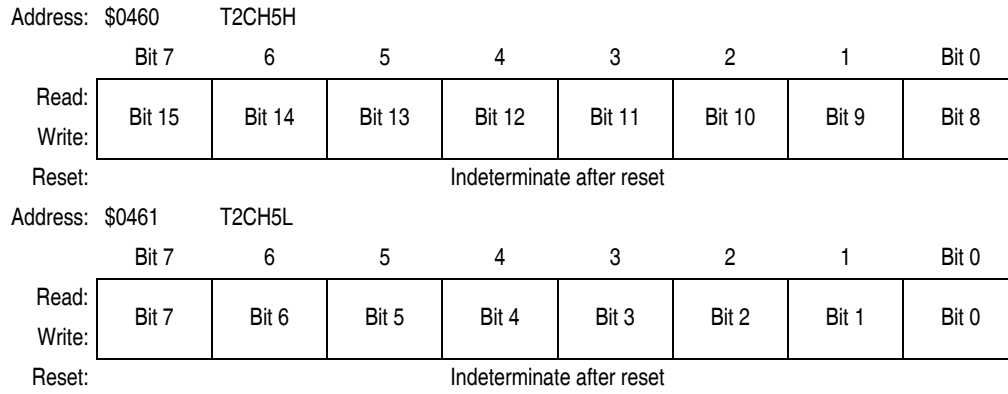 Address: $0460 T2CH5H
Bit 7 6 5 4 3 2 1 Bit 0
Read:
Bit 15 Bit 14 Bit 13 Bit 12 Bit 11 Bit 10 Bit 9 Bit 8
Write:
Reset: Indeterminate after reset
Address: $0461 T2CH5L
Bit 7 6 5 4 3 2 1 Bit 0
Read:
Bit 7 Bit 6 Bit 5 Bit 4 Bit 3 Bit 2 Bit 1 Bit 0
Write:
Reset: Indeterminate after reset